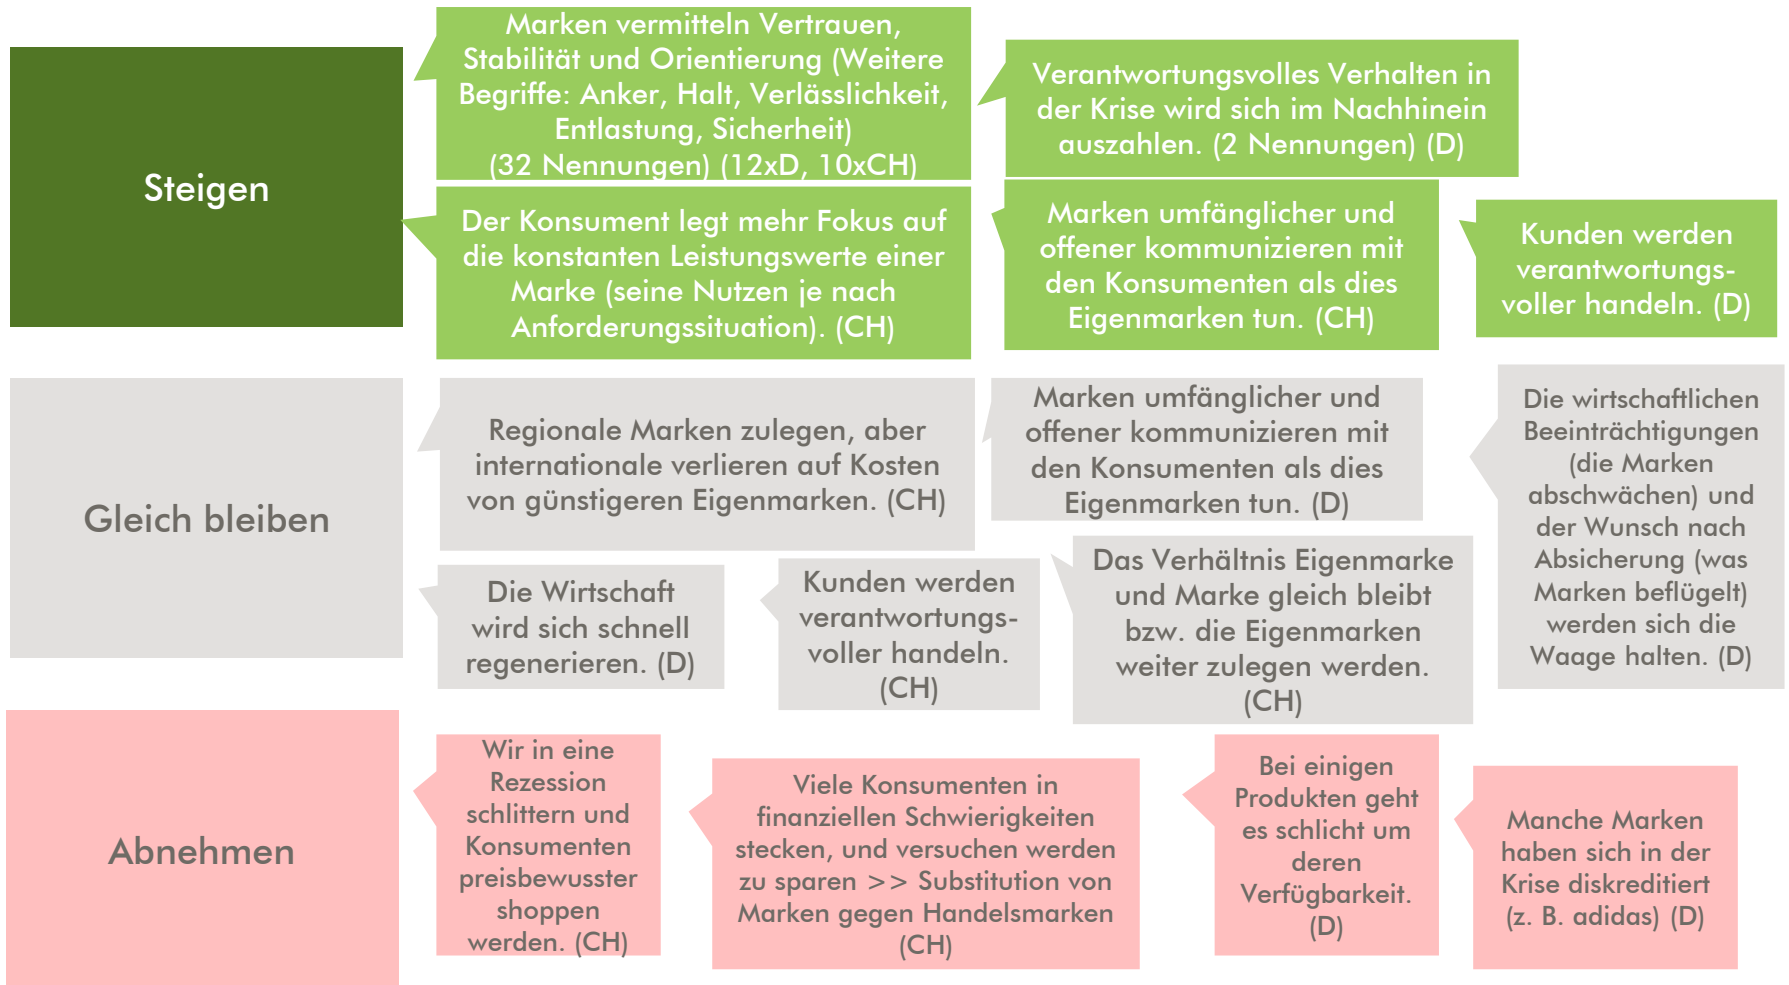 Steigen
Marken vermitteln Vertrauen,
Stabilität und Orientierung (Weitere
Begriffe: Anker, Halt, Verlässlichkeit,
Entlastung, Sicherheit)
(32 Nennungen) (12xD, 10xCH)
Verantwortungsvolles Verhalten in
der Krise wird sich im Nachhinein
auszahlen. (2 Nennungen) (D)
Der Konsument legt mehr Fokus auf
die konstanten Leistungswerte einer
Marke (seine Nutzen je nach
Anforderungssituation). (CH)
Marken umfänglicher und
offener kommunizieren mit
den Konsumenten als dies
Eigenmarken tun. (CH)
Kunden werden
verantwortungs-
voller handeln. (D)
Gleich bleiben
Regionale Marken zulegen, aber
internationale verlieren auf Kosten
von günstigeren Eigenmarken. (CH)
Marken umfänglicher und
offener kommunizieren mit
den Konsumenten als dies
Eigenmarken tun. (D)
Die wirtschaftlichen
Beeinträchtigungen
(die Marken
abschwächen) und
der Wunsch nach
Absicherung (was
Marken beflügelt)
werden sich die
Waage halten. (D)
Die Wirtschaft
wird sich schnell
regenerieren. (D)
Kunden werden
verantwortungs-
voller handeln.
(CH)
Das Verhältnis Eigenmarke
und Marke gleich bleibt
bzw. die Eigenmarken
weiter zulegen werden.
(CH)
Abnehmen
Wir in eine
Rezession
schlittern und
Konsumenten
preisbewusster
shoppen
werden. (CH)
Viele Konsumenten in
finanziellen Schwierigkeiten
stecken, und versuchen werden
zu sparen >> Substitution von
Marken gegen Handelsmarken
(CH)
Bei einigen
Produkten geht
es schlicht um
deren
Verfügbarkeit.
(D)
Manche Marken
haben sich in der
Krise diskreditiert
(z. B. adidas) (D)